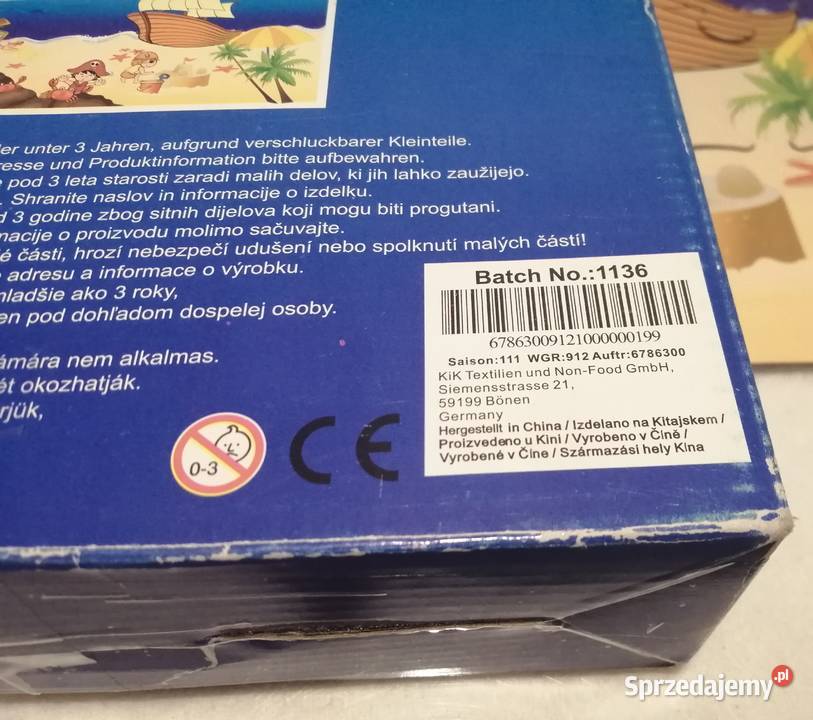 er unter 3 Jahren, aufgrund verschluckbarer Kleinteile.
resse und Produktinformation bitte aufbewahren.
pod 3 leta starosti zaradi malih delov, ki jih lahko zaužijejo.
. Shranite naslov in informacije o izdelku.
d 3 godine zbog sitnih dijelova koji mogu biti progutani.
macije o proizvodu molimo sačuvajte.
é části, hrozí nebezpečí udušení nebo spolknutí malých částí!
adresu a informace o výrobku.
mladšie ako 3 roky,
en pod dohľadom dospelej osoby.
ámára nem alkalmas.
ét okozhatják.
rjük,
0-3
CE
Batch No.:1136
67863009121000000199
Saison:111 WGR:912 Auftr:6786300
KiK Textilien und Non-Food GmbH,
Siemensstrasse 21,
59199 Bönen
Germany
Hergestellt in China / Izdelano na Kitajskem /
Proizvedeno u Kini / Vyrobeno v Číně /
Vyrobené v Číne / Származási hely Kína
Sprzedajemy.pl